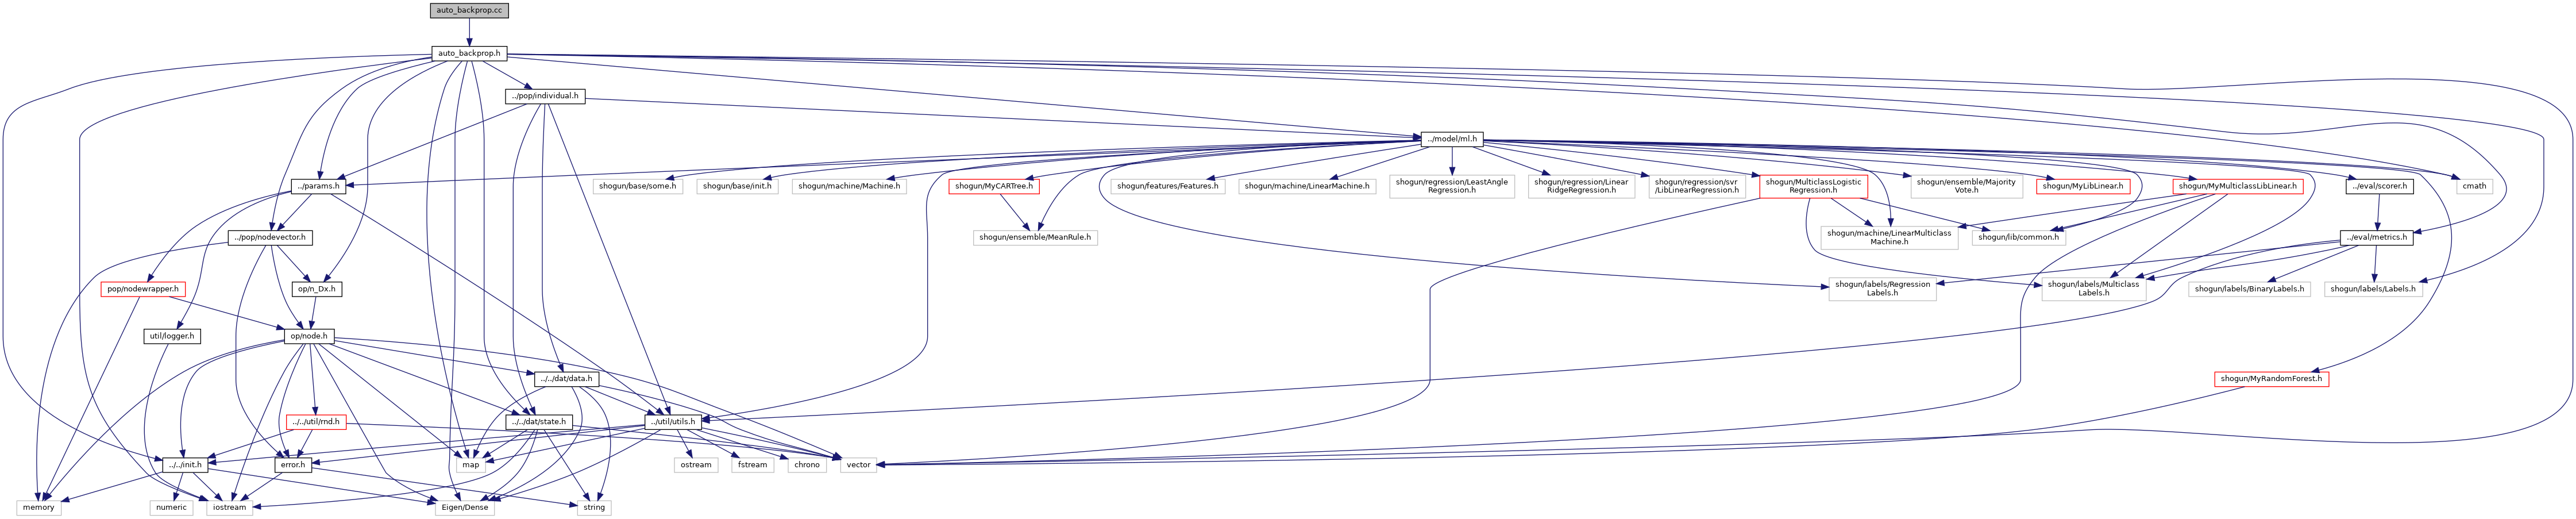 auto_backprop.cc
auto_backprop.h
../pop/individual.h
../model/ml.h
../params.h
shogun/base/some.h
shogun/base/init.h
shogun/machine/Machine.h
shogun/MyCARTree.h
shogun/features/Features.h
shogun/machine/LinearMachine.h
shogun/regression/LeastAngle
Regression.h
shogun/regression/Linear
RidgeRegression.h
shogun/regression/svr
/LibLinearRegression.h
shogun/MulticlassLogistic
Regression.h
shogun/ensemble/Majority
Vote.h
shogun/MyLibLinear.h
shogun/MyMulticlassLibLinear.h
../eval/scorer.h
cmath
../pop/nodevector.h
shogun/ensemble/MeanRule.h
shogun/machine/LinearMulticlass
Machine.h
shogun/lib/common.h
../eval/metrics.h
pop/nodewrapper.h
op/n_Dx.h
shogun/labels/Regression
Labels.h
shogun/labels/Multiclass
Labels.h
shogun/labels/BinaryLabels.h
shogun/labels/Labels.h
util/logger.h
op/node.h
../../dat/data.h
shogun/MyRandomForest.h
../../util/rnd.h
../../dat/state.h
../util/utils.h
../../init.h
error.h
map
ostream
fstream
chrono
vector
memory
numeric
iostream
Eigen/Dense
string